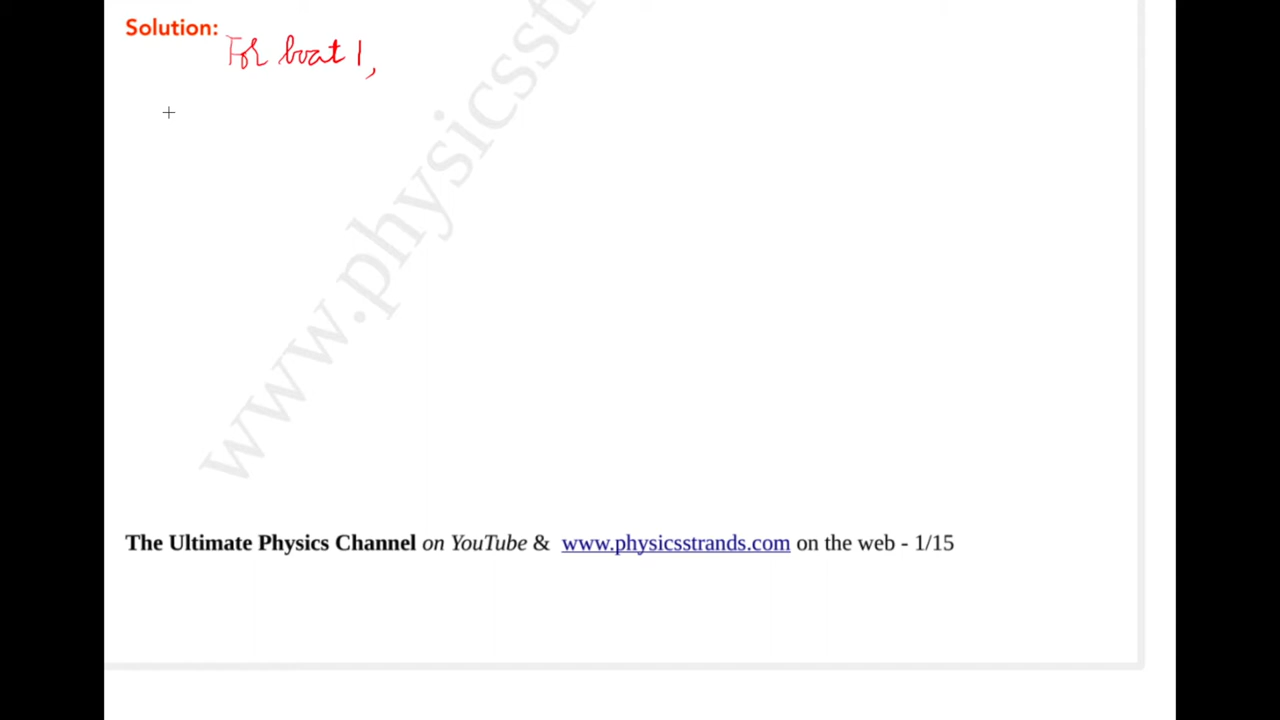 Solution:
For boat 1,
www.physicsst
The Ultimate Physics Channel on YouTube & www.physicsstrands.com on the web - 1/15